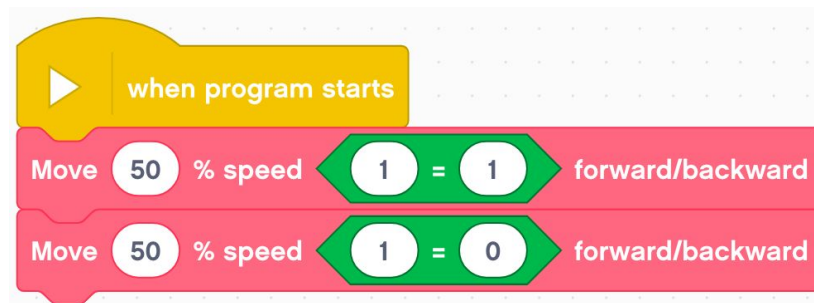 when program starts
Move 50 % speed 1 = 1 forward/backward
Move 50 % speed 1 = 0 forward/backward